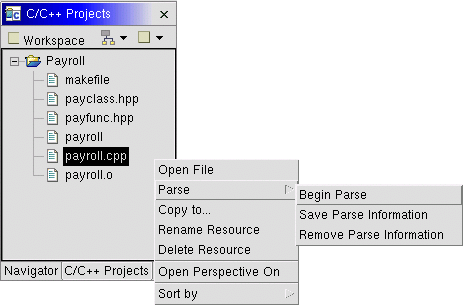 C/C++ Projects
Workspace
Payroll
makefile
payclass.hpp
payfunc.hpp
payroll
payroll.cpp
payroll.o
Navigator C/C++ Projects
Open File
Parse
Copy to...
Rename Resource
Delete Resource
Open Perspective On
Sort by
Begin Parse
Save Parse Information
Remove Parse Information